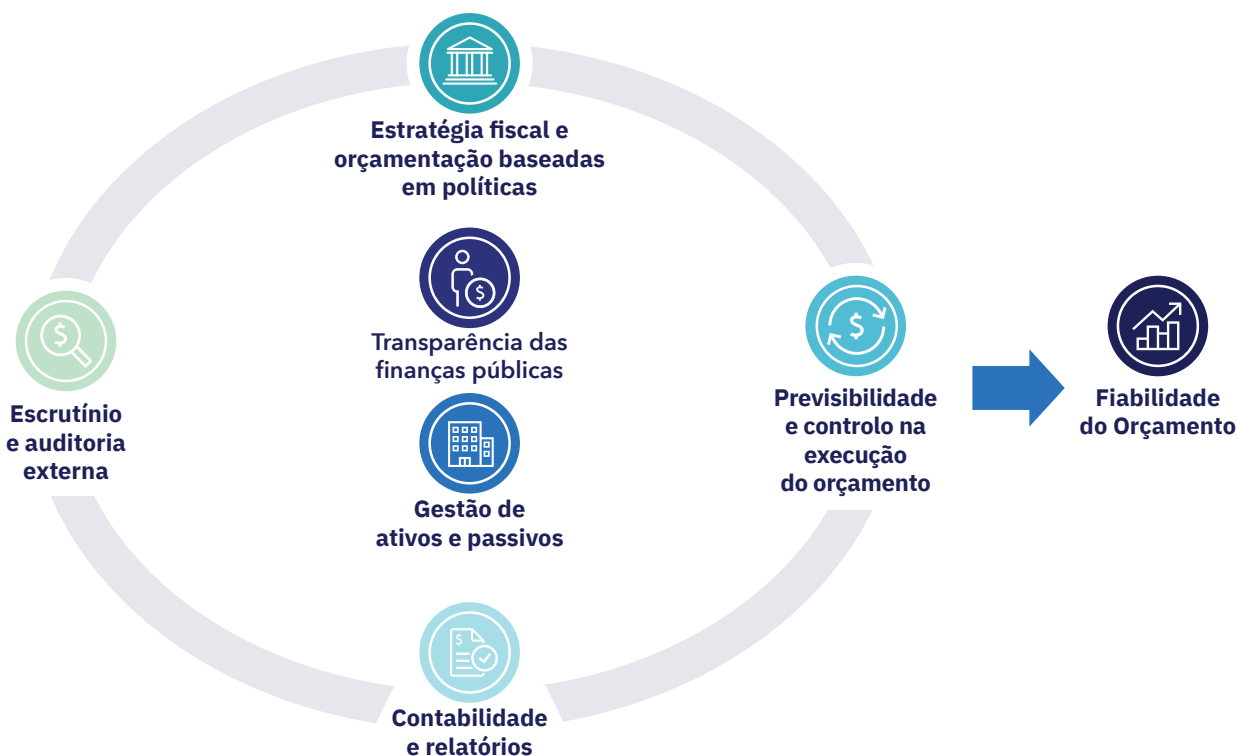 Estratégia fiscal e
orçamentação baseadas
em políticas
$
Transparência das
finanças públicas
$
Escrutínio
e auditoria
externa
$
Previsibilidade
e controlo na
execução
do orçamento
Fiabilidade
do Orçamento
Gestão de
ativos e passivos
$
Contabilidade
e relatórios